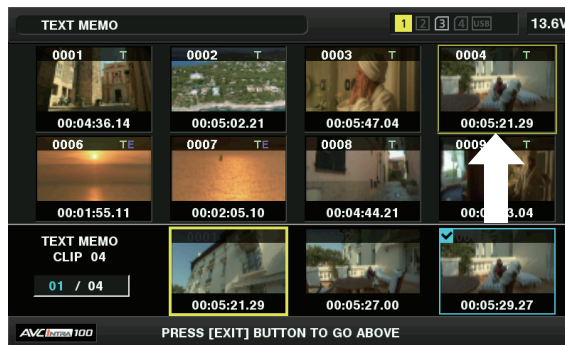 TEXT MEMO
1 2 3 4 USB
13.6V
0001 T
0002 T
0003 T
0004 T
00:04:36.14
00:05:02.21
00:05:47.04
00:05:21.29
0006 TE
0007 TE
0008 T
0009
00:01:55.11
00:02:05.10
00:04:44.21
TEXT MEMO
CLIP 04
01 / 04
00:05:21.29
00:05:27.00
00:05:29.27
AVC INTRA 100
PRESS [EXIT] BUTTON TO GO ABOVE